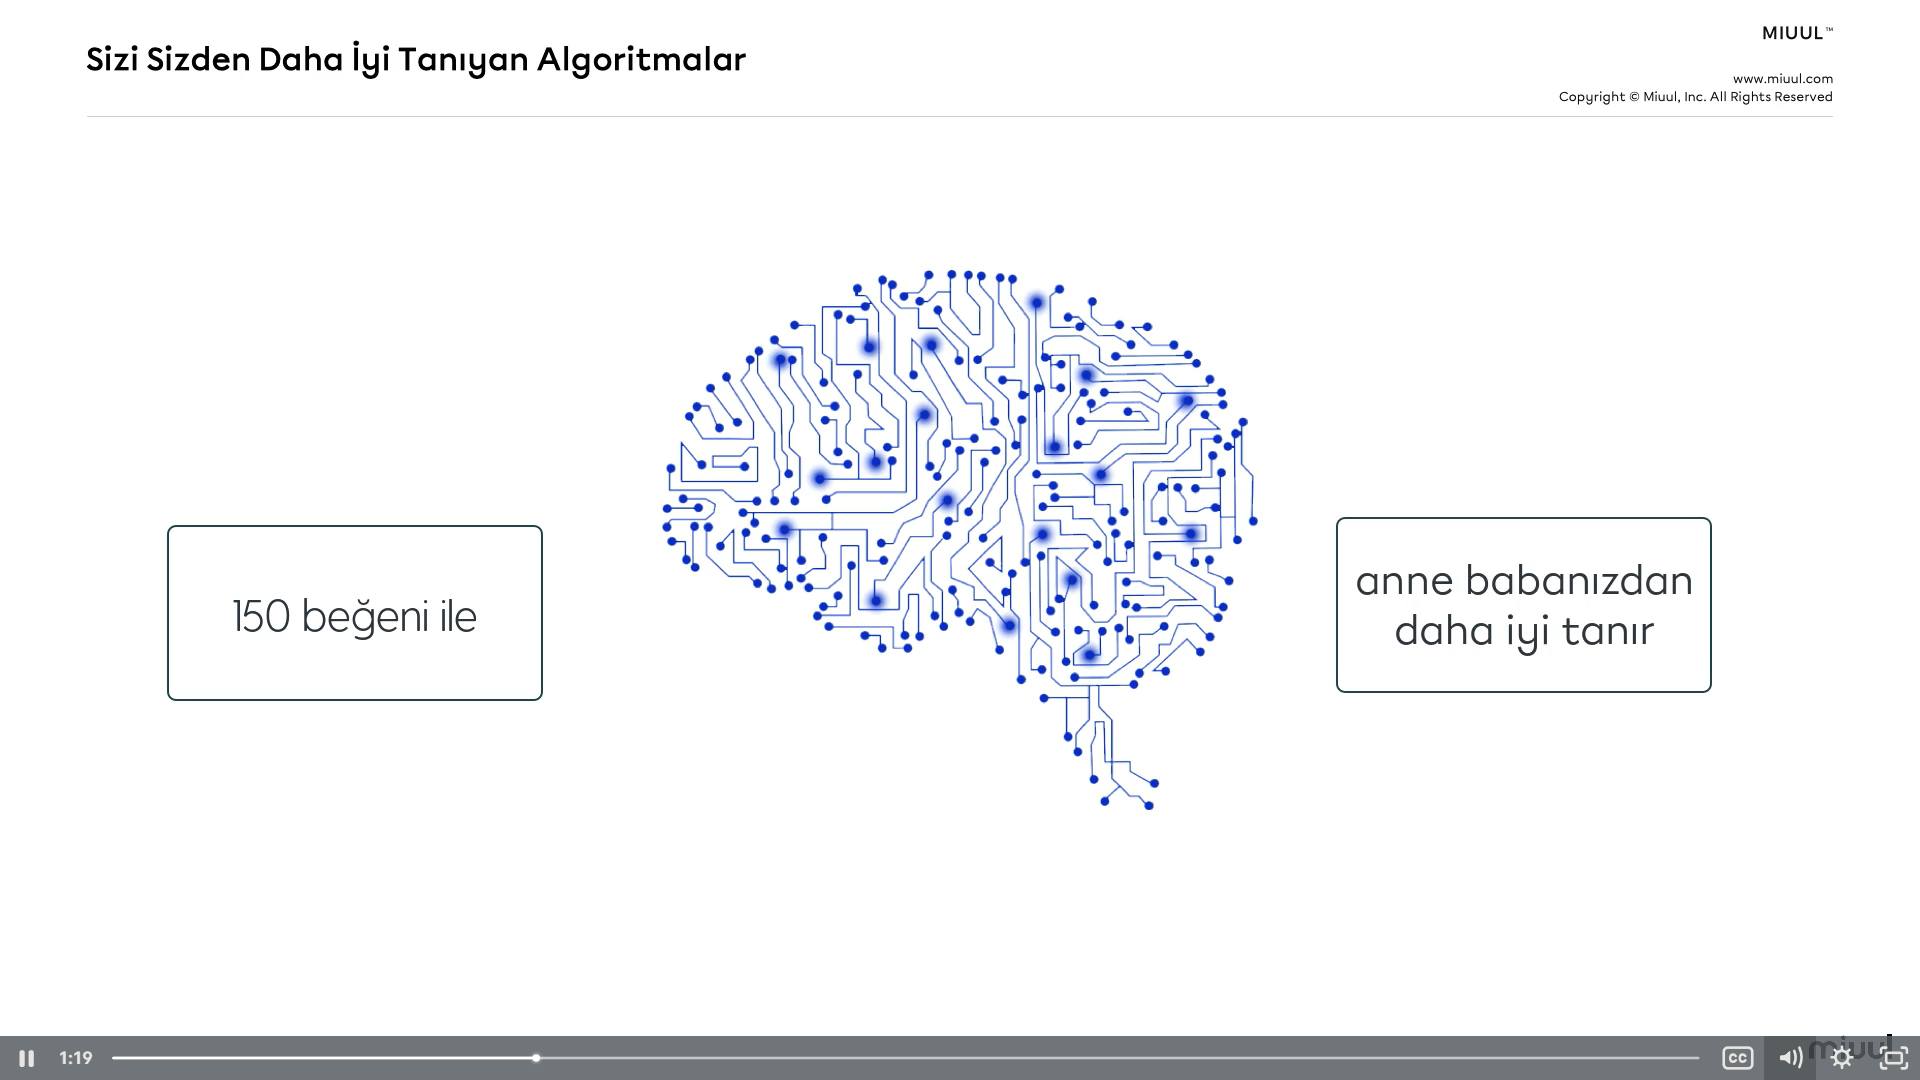 Sizi Sizden Daha İyi Tanıyan Algoritmalar
MIUUL™
www.miuul.com
Copyright © Miuul, Inc. All Rights Reserved
150 beğeni ile
anne babanızdan
daha iyi tanır
1:19
CC
miuul